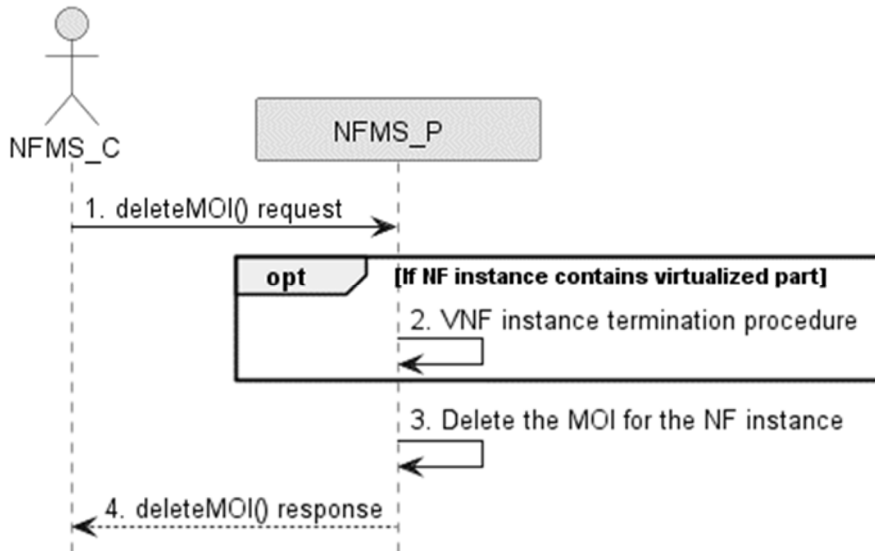 NFMS_C
NFMS_P
1. deleteMOI() request
opt
[If NF instance contains virtualized part]
2. VNF instance termination procedure
3. Delete the MOI for the NF instance
4. deleteMOI() response